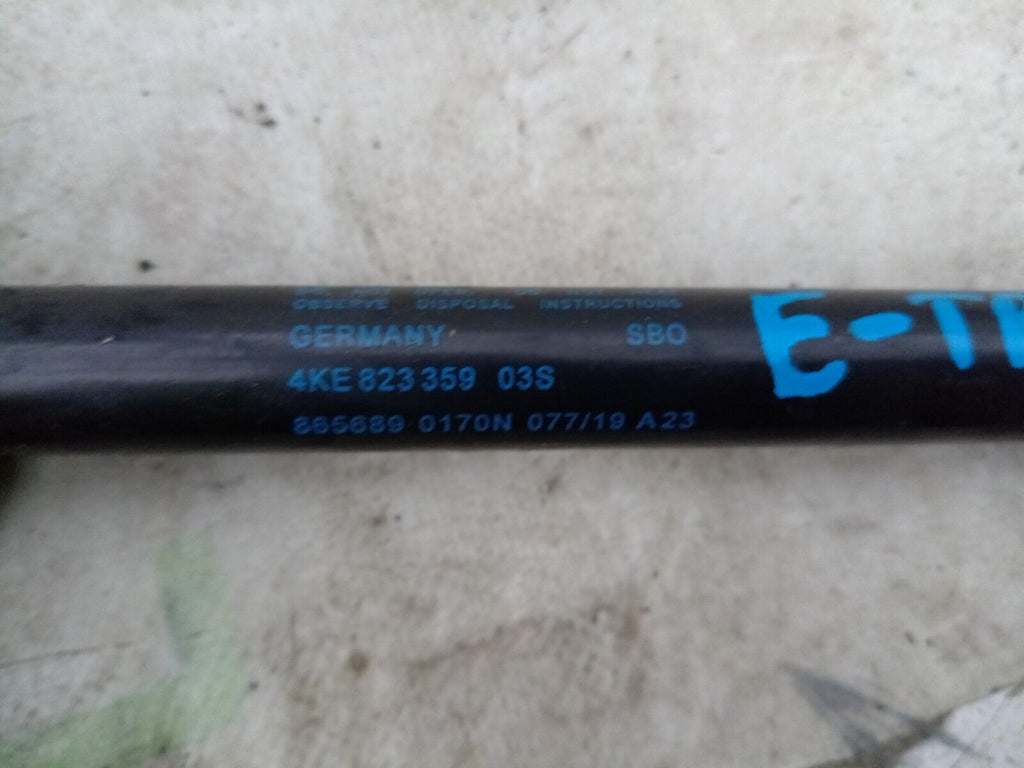 OBSERVE DISPOSAL INSTRUCTIONS
GERMANY SBO
4KE 823 359 03S
865689 0170N 077/19 A23